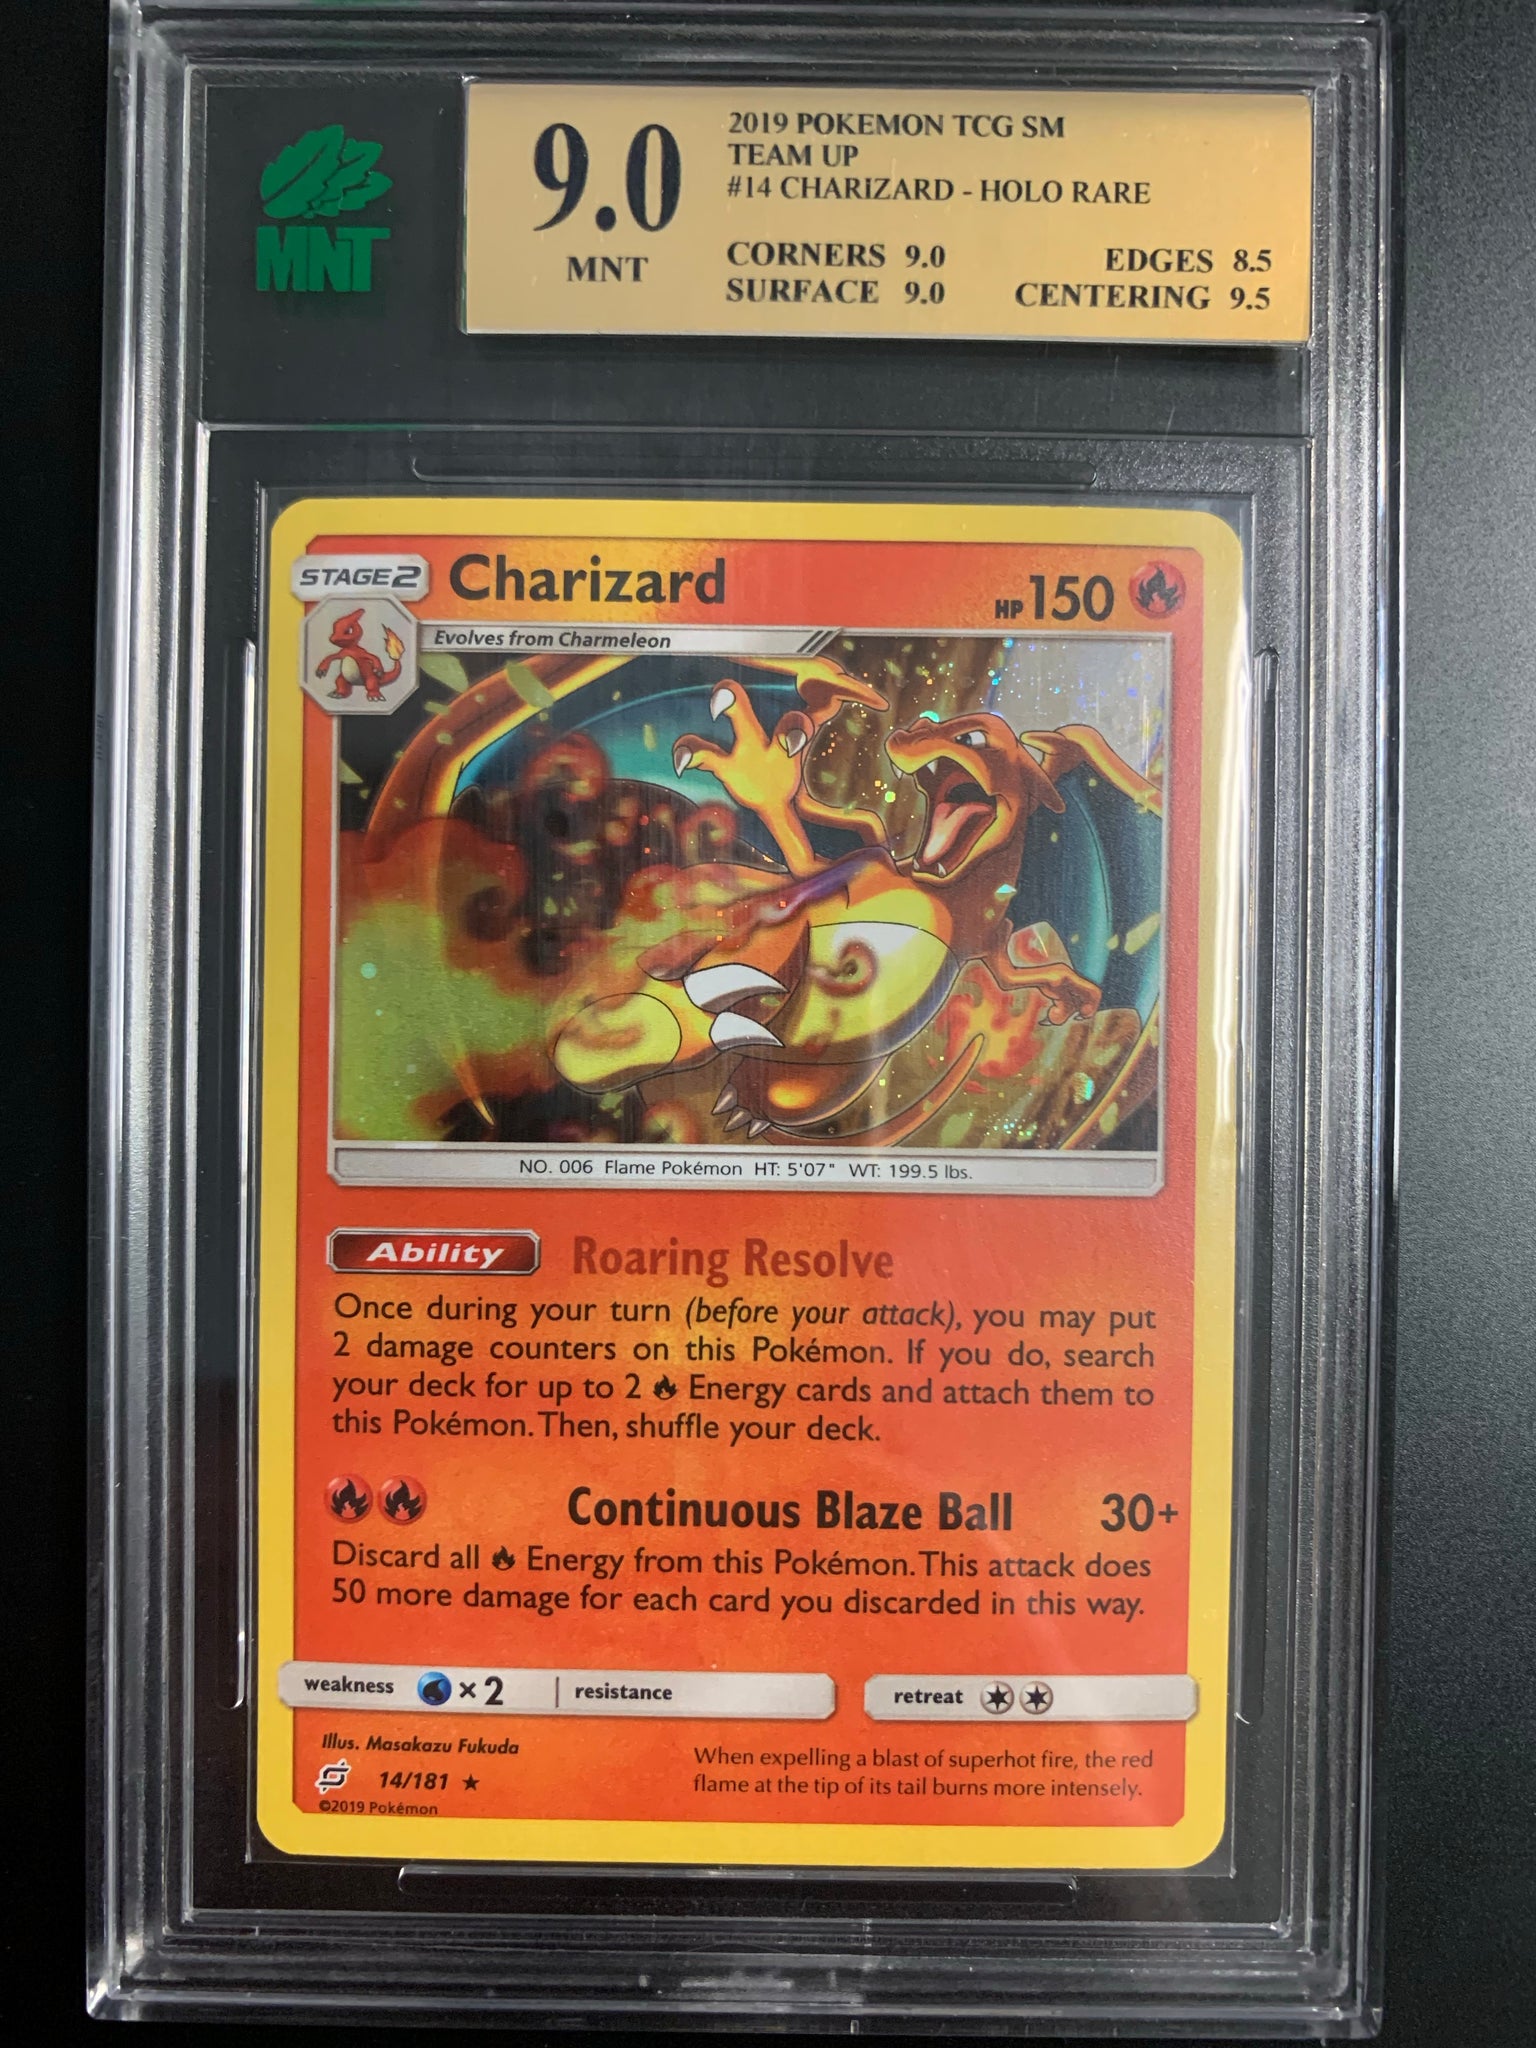 MNT
9.0
MNT
2019 POKEMON TCG SM
TEAM UP
#14 CHARiZARD - HOLO RARE
CORNERS 9.0 EDGES 8.5
SURFACE 9.0 CENTERING 9.5
STAGE2 Charizard HP 150
Evolves from Charmeleon
NO. 006 Flame Pokémon HT: 5'07" WT: 199.5 lbs.
Ability Roaring Resolve
Once during your turn (before your attack), you may put
2 damage counters on this Pokémon. If you do, search
your deck for up to 2 Energy cards and attach them to
this Pokémon. Then, shuffle your deck.
Continuous Blaze Ball 30+
Discard all Energy from this Pokémon. This attack does
50 more damage for each card you discarded in this way.
weakness ×2 | resistance retreat
Illus. Masakazu Fukuda
14/181 ★
©2019 Pokémon
When expelling a blast of superhot fire, the red
flame at the tip of its tail burns more intensely.